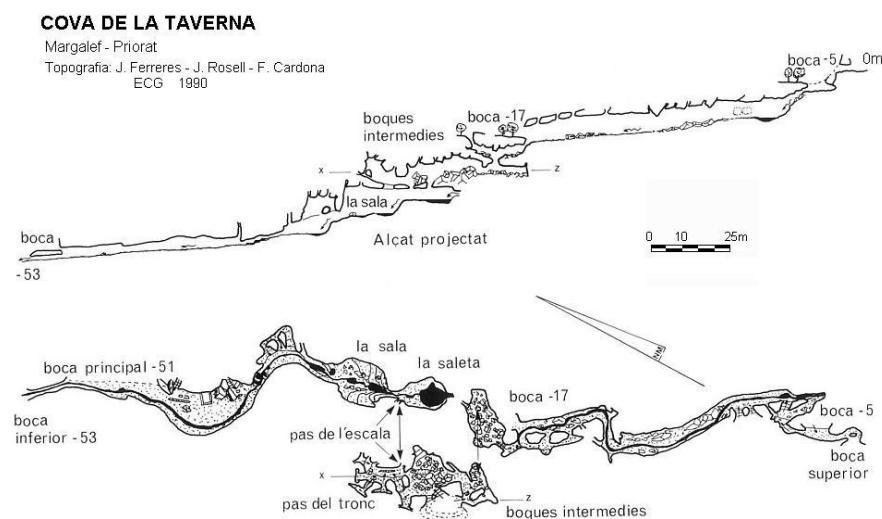 COVA DE LA TAVERNA
Margalef - Priorat
Topografia: J. Ferreres - J. Rosell - F. Cardona
ECG 1990
boca -5
0m
boca -17
boques
intermedies
x
z
la sala
boca
-53
Alçat projectat
0 10 25m
NM
la sala
la saleta
boca principal -51
boca -17
boca -5
boca
inferior -53
pas de l'escala
boca
superior
x
pas del tronc
z
boques intermedies